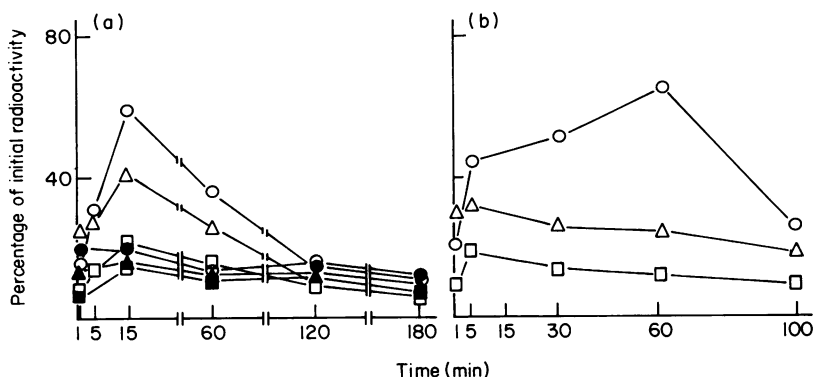 (a)
(b)
Percentage of initial radioactivity
80
40
1 5 15 60 120 180
1 5 15 30 60 100
Time (min)